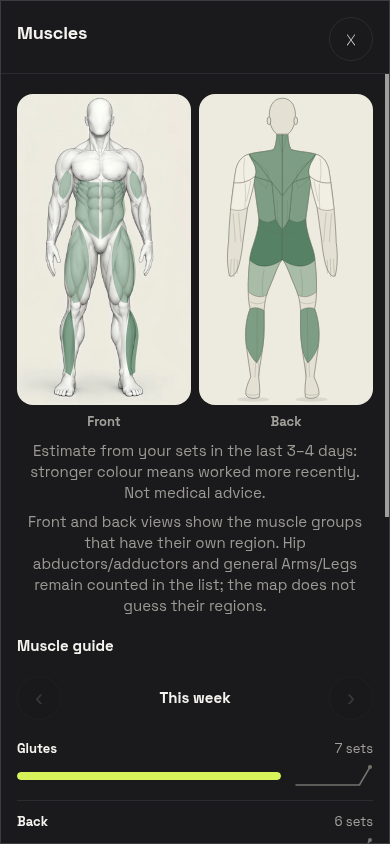 Muscles
X
Front
Back
Estimate from your sets in the last 3–4 days:
stronger colour means worked more recently.
Not medical advice.
Front and back views show the muscle groups
that have their own region. Hip
abductors/adductors and general Arms/Legs
remain counted in the list; the map does not
guess their regions.
Muscle guide
‹ This week ›
Glutes 7 sets
Back 6 sets